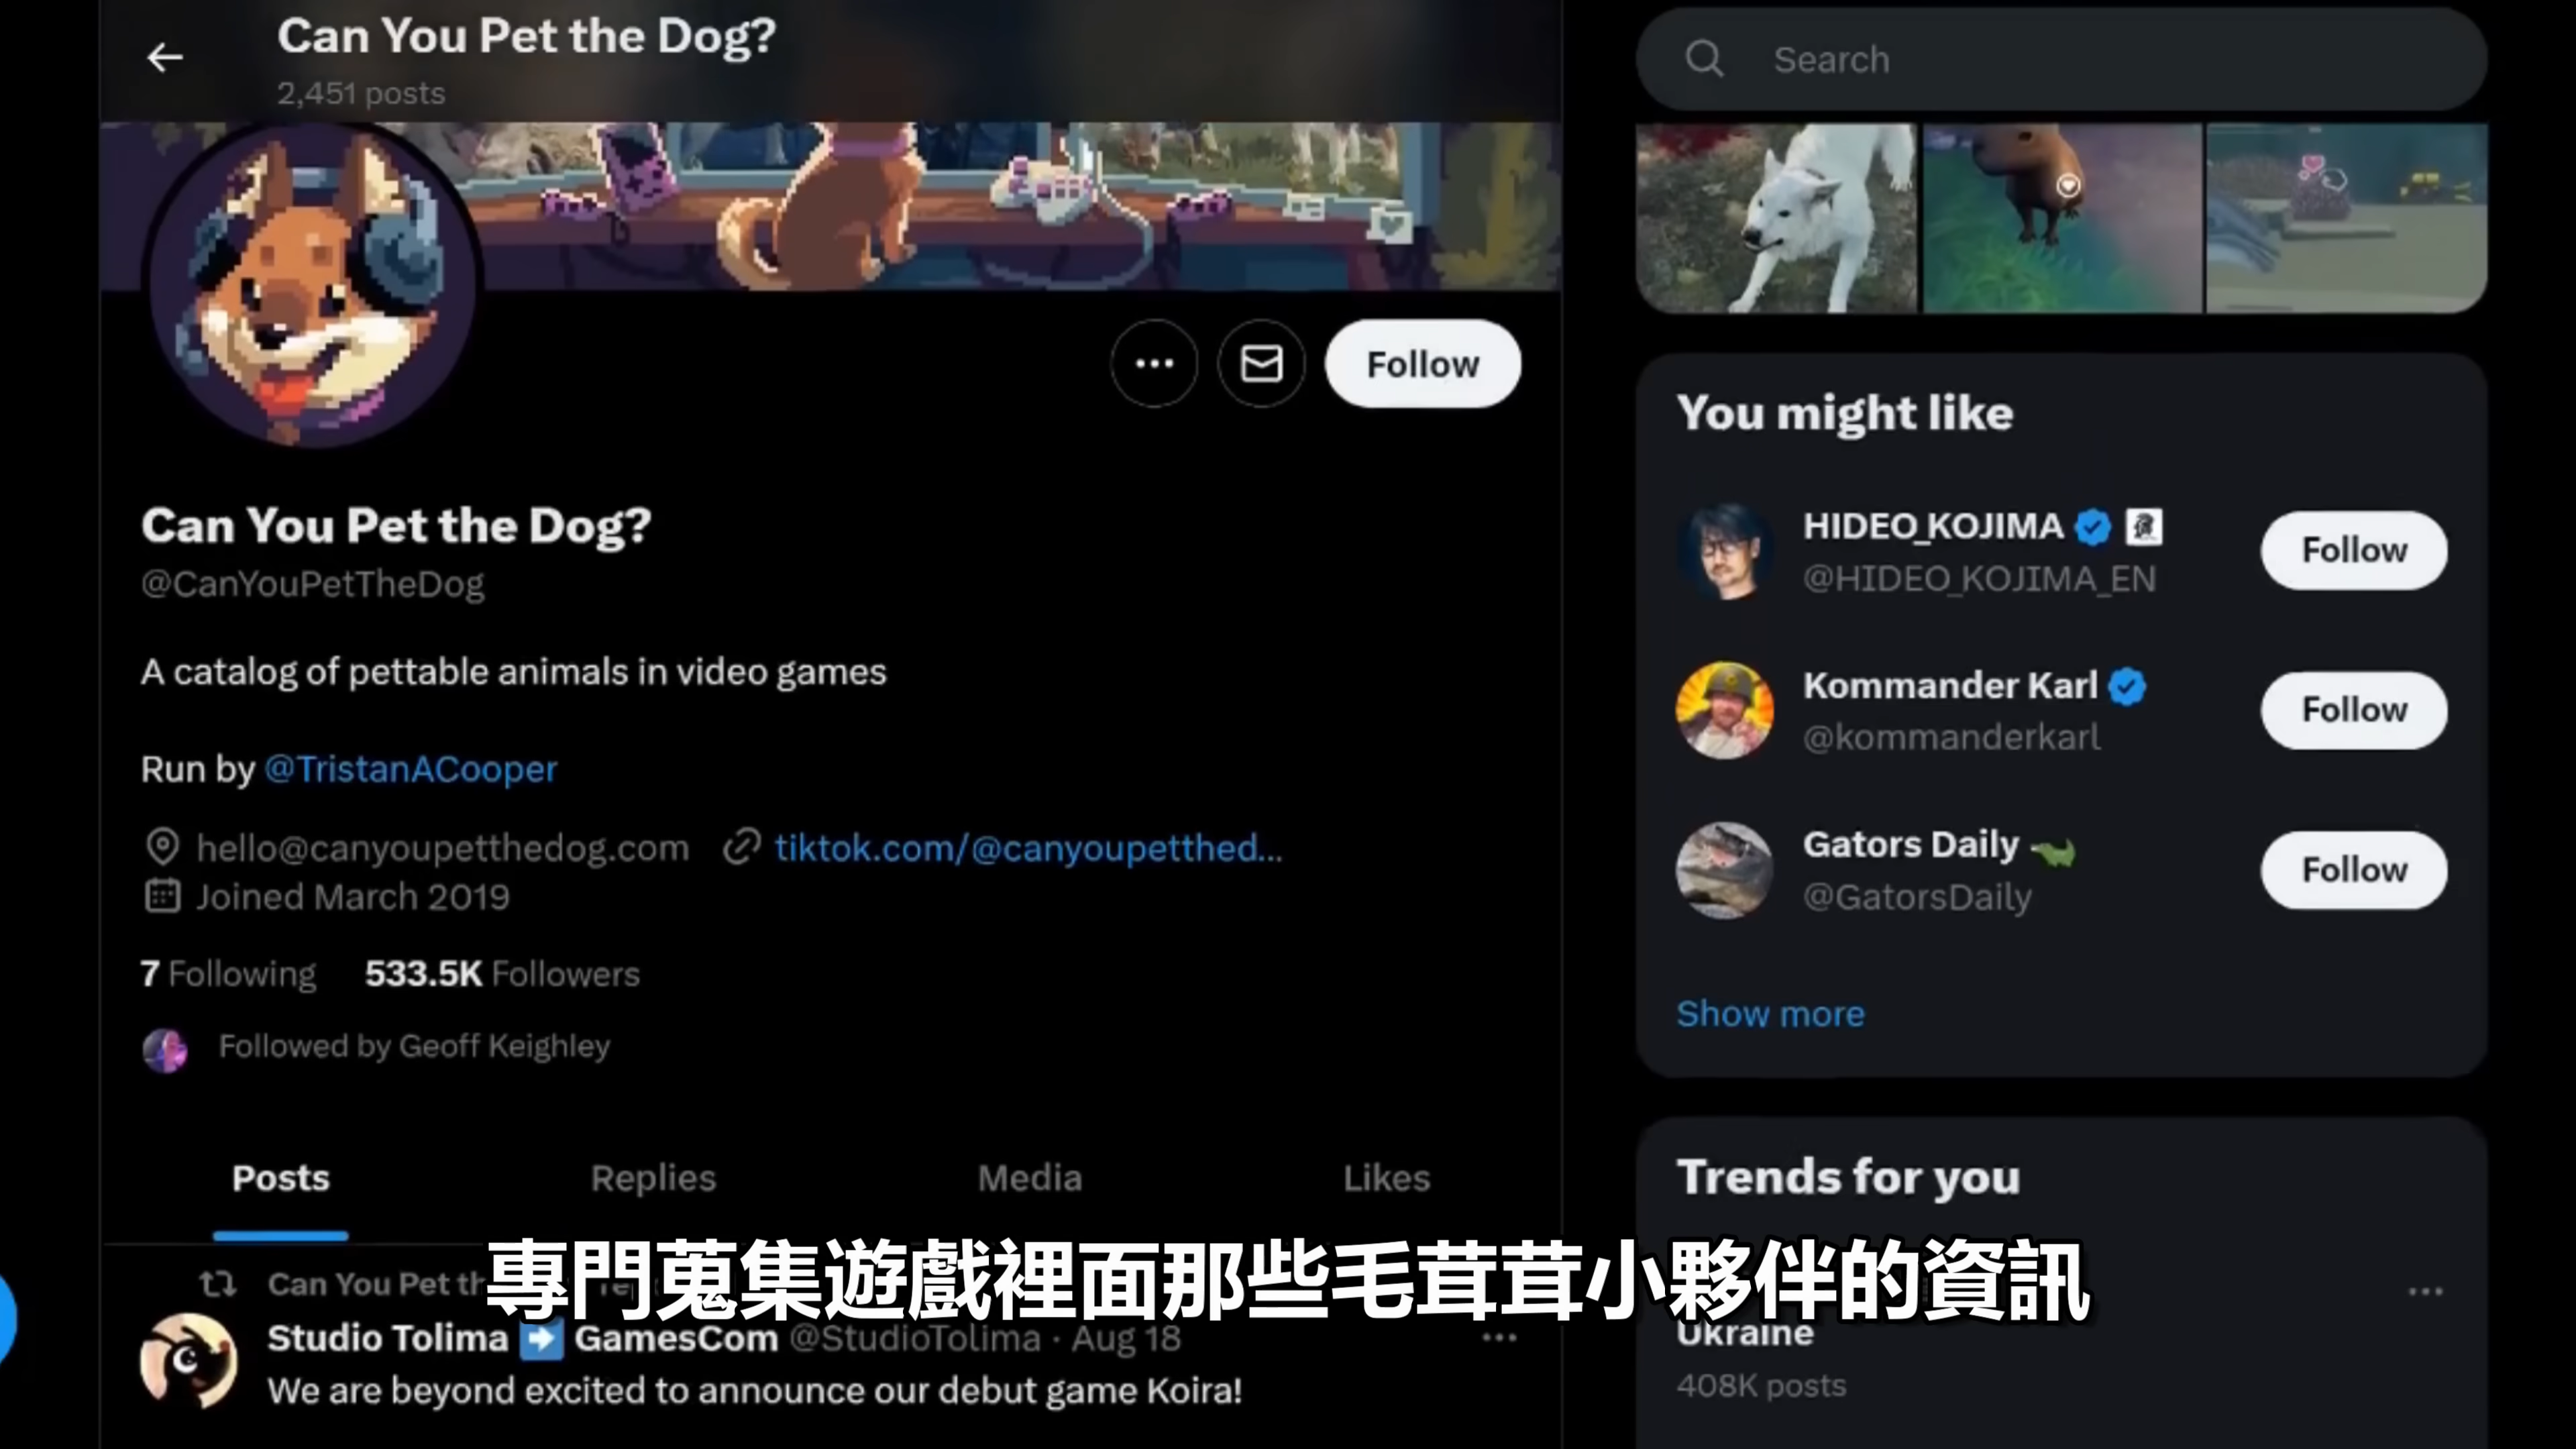 Can You Pet the Dog?
2,451 posts
Follow
Can You Pet the Dog?
@CanYouPetTheDog
A catalog of pettable animals in video games
Run by @TristanACooper
hello@canyoupetthedog.com tiktok.com/@canyoupetthed...
Joined March 2019
7 Following 533.5K Followers
Followed by Geoff Keighley
Posts Replies Media Likes
Can You Pet th
Studio Tolima ➡ GamesCom @StudioTolima · Aug 18
We are beyond excited to announce our debut game Koira!
Search
You might like
HIDEO_KOJIMA
@HIDEO_KOJIMA_EN
Follow
Kommander Karl
@kommanderkarl
Follow
Gators Daily
@GatorsDaily
Follow
Show more
Trends for you
Ukraine
408K posts
專門蒐集遊戲裡面那些毛茸茸小夥伴的資訊